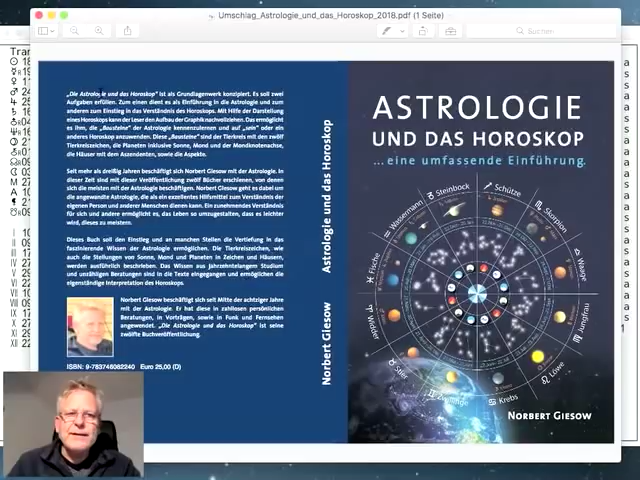 Umschlag_Astrologie_und_das_Horoskop_2018.pdf (1 Seite)
Suchen
„Die Astrologie und das Horoskop" ist als Grundlagenwerk konzipiert. Es soll zwei
Aufgaben erfüllen. Zum einen dient es als Einführung in die Astrologie und zum
anderen zum Einstieg in das Verständnis des Horoskops. Mit Hilfe der Darstellung
eines Horoskops kann der Leser den Aufbau der Graphik nachvollziehen. Das ermöglicht
es ihm, die „Bausteine" der Astrologie kennenzulernen und auf „sein" oder ein
anderes Horoskop anzuwenden. Diese „Bausteine" sind der Tierkreis mit den zwölf
Tierkreiszeichen, die Planeten inklusive Sonne, Mond und der Mondknotenachse,
die Häuser mit dem Aszendenten, sowie die Aspekte.
Seit mehr als dreißig Jahren beschäftigt sich Norbert Giesow mit der Astrologie. In
dieser Zeit sind mit dieser Veröffentlichung zwölf Bücher erschienen, von denen
sich die meisten mit der Astrologie beschäftigen. Norbert Giesow geht es dabei um
die angewandte Astrologie, die als ein exzellentes Hilfsmittel zum Verständnis der
eigenen Person und anderer Menschen dienen kann. Ein zunehmendes Verständnis
für sich und andere ermöglicht es, das Leben so umzugestalten, dass es leichter
wird, dieses zu meistern.
Dieses Buch soll den Einstieg und an manchen Stellen die Vertiefung in das
faszinierende Wissen der Astrologie ermöglichen. Die Tierkreiszeichen, wie
auch die Stellungen von Sonne, Mond und Planeten in Zeichen und Häusern,
werden ausführlich beschrieben. Das Wissen aus jahrzehntelangem Studium
und unzähligen Beratungen sind in die Texte eingegangen und ermöglichen die
eigenständige Interpretation des Horoskops.
Norbert Giesow beschäftigt sich seit Mitte der achtziger Jahre
mit der Astrologie. Er hat diese in zahllosen persönlichen
Beratungen, in Vorträgen, sowie in Funk und Fernsehen
angewendet. „Die Astrologie und das Horoskop" ist seine
zwölfte Buchveröffentlichung.
ISBN: 9-783746082240 Euro 25,00 (D)
Astrologie und das Horoskop
Norbert Giesow
ASTROLOGIE
UND DAS HOROSKOP
...eine umfassende Einführung.
Steinbock
Schütze
Skorpion
Waage
Jungfrau
Löwe
Krebs
Zwillinge
Stier
Widder
Fische
Wassermann
NORBERT GIESOW